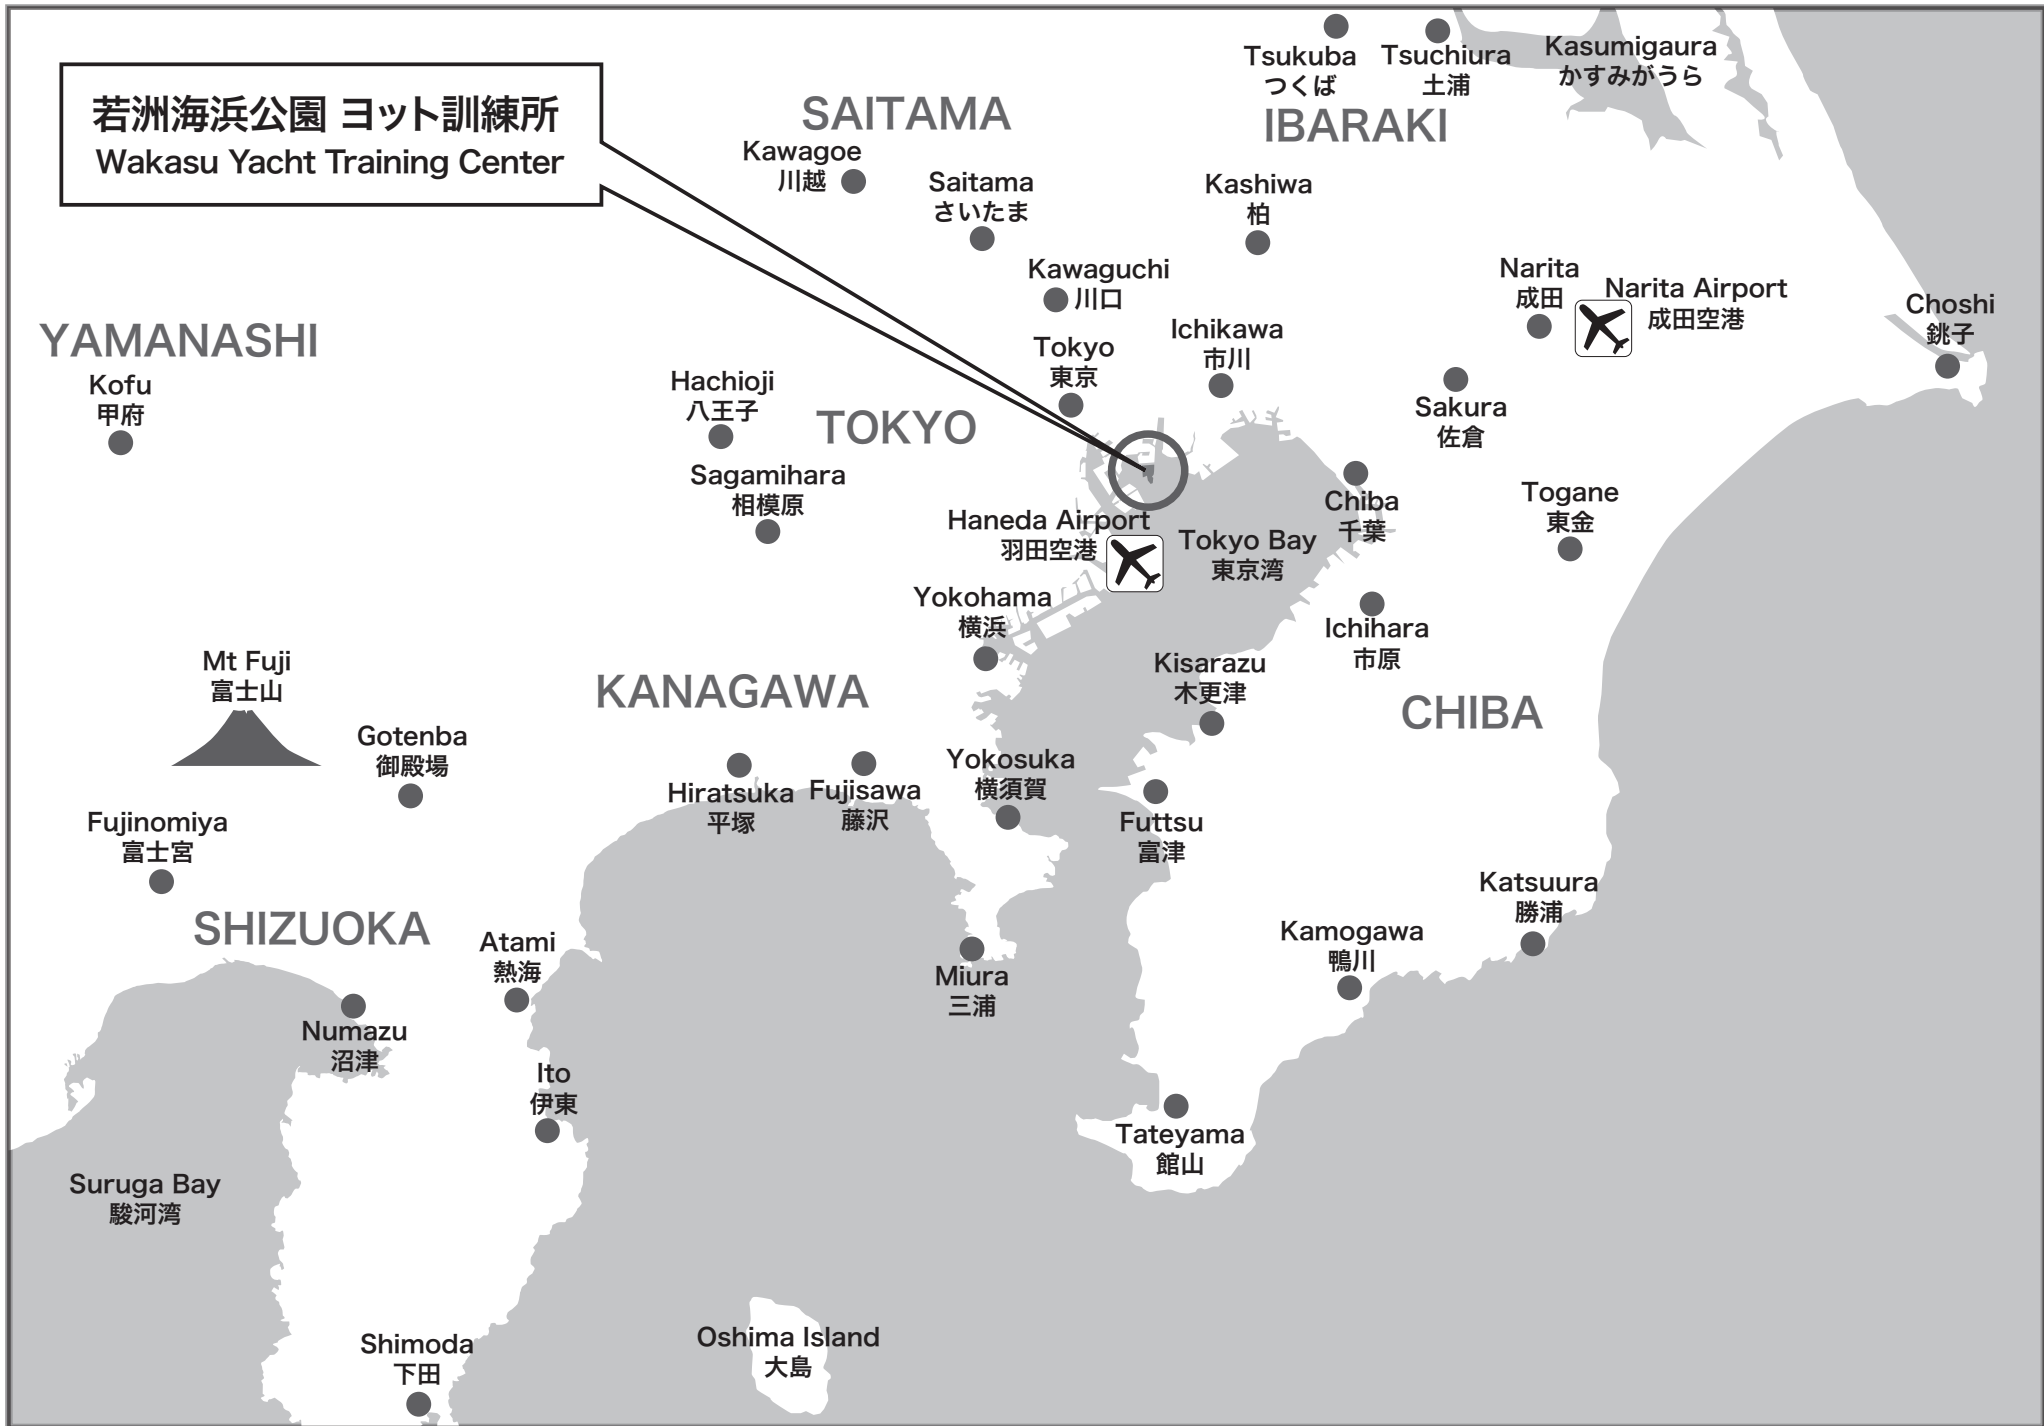 若洲海浜公園 ヨット訓練所
Wakasu Yacht Training Center
Tsukuba
つくば
Tsuchiura
土浦
Kasumigaura
かすみがうら
SAITAMA
IBARAKI
Kawagoe
川越
Saitama
さいたま
Kashiwa
柏
Kawaguchi
川口
Narita
成田
Narita Airport
成田空港
Choshi
銚子
YAMANASHI
Kofu
甲府
Tokyo
東京
Ichikawa
市川
Hachioji
八王子
TOKYO
Sakura
佐倉
Sagamihara
相模原
Haneda Airport
羽田空港
Tokyo Bay
東京湾
Chiba
千葉
Togane
東金
Yokohama
横浜
Ichihara
市原
Mt Fuji
富士山
KANAGAWA
Kisarazu
木更津
CHIBA
Gotenba
御殿場
Hiratsuka
平塚
Fujisawa
藤沢
Yokosuka
横須賀
Futtsu
富津
Fujinomiya
富士宮
SHIZUOKA
Atami
熱海
Miura
三浦
Kamogawa
鴨川
Katsuura
勝浦
Numazu
沼津
Ito
伊東
Tateyama
館山
Suruga Bay
駿河湾
Shimoda
下田
Oshima Island
大島